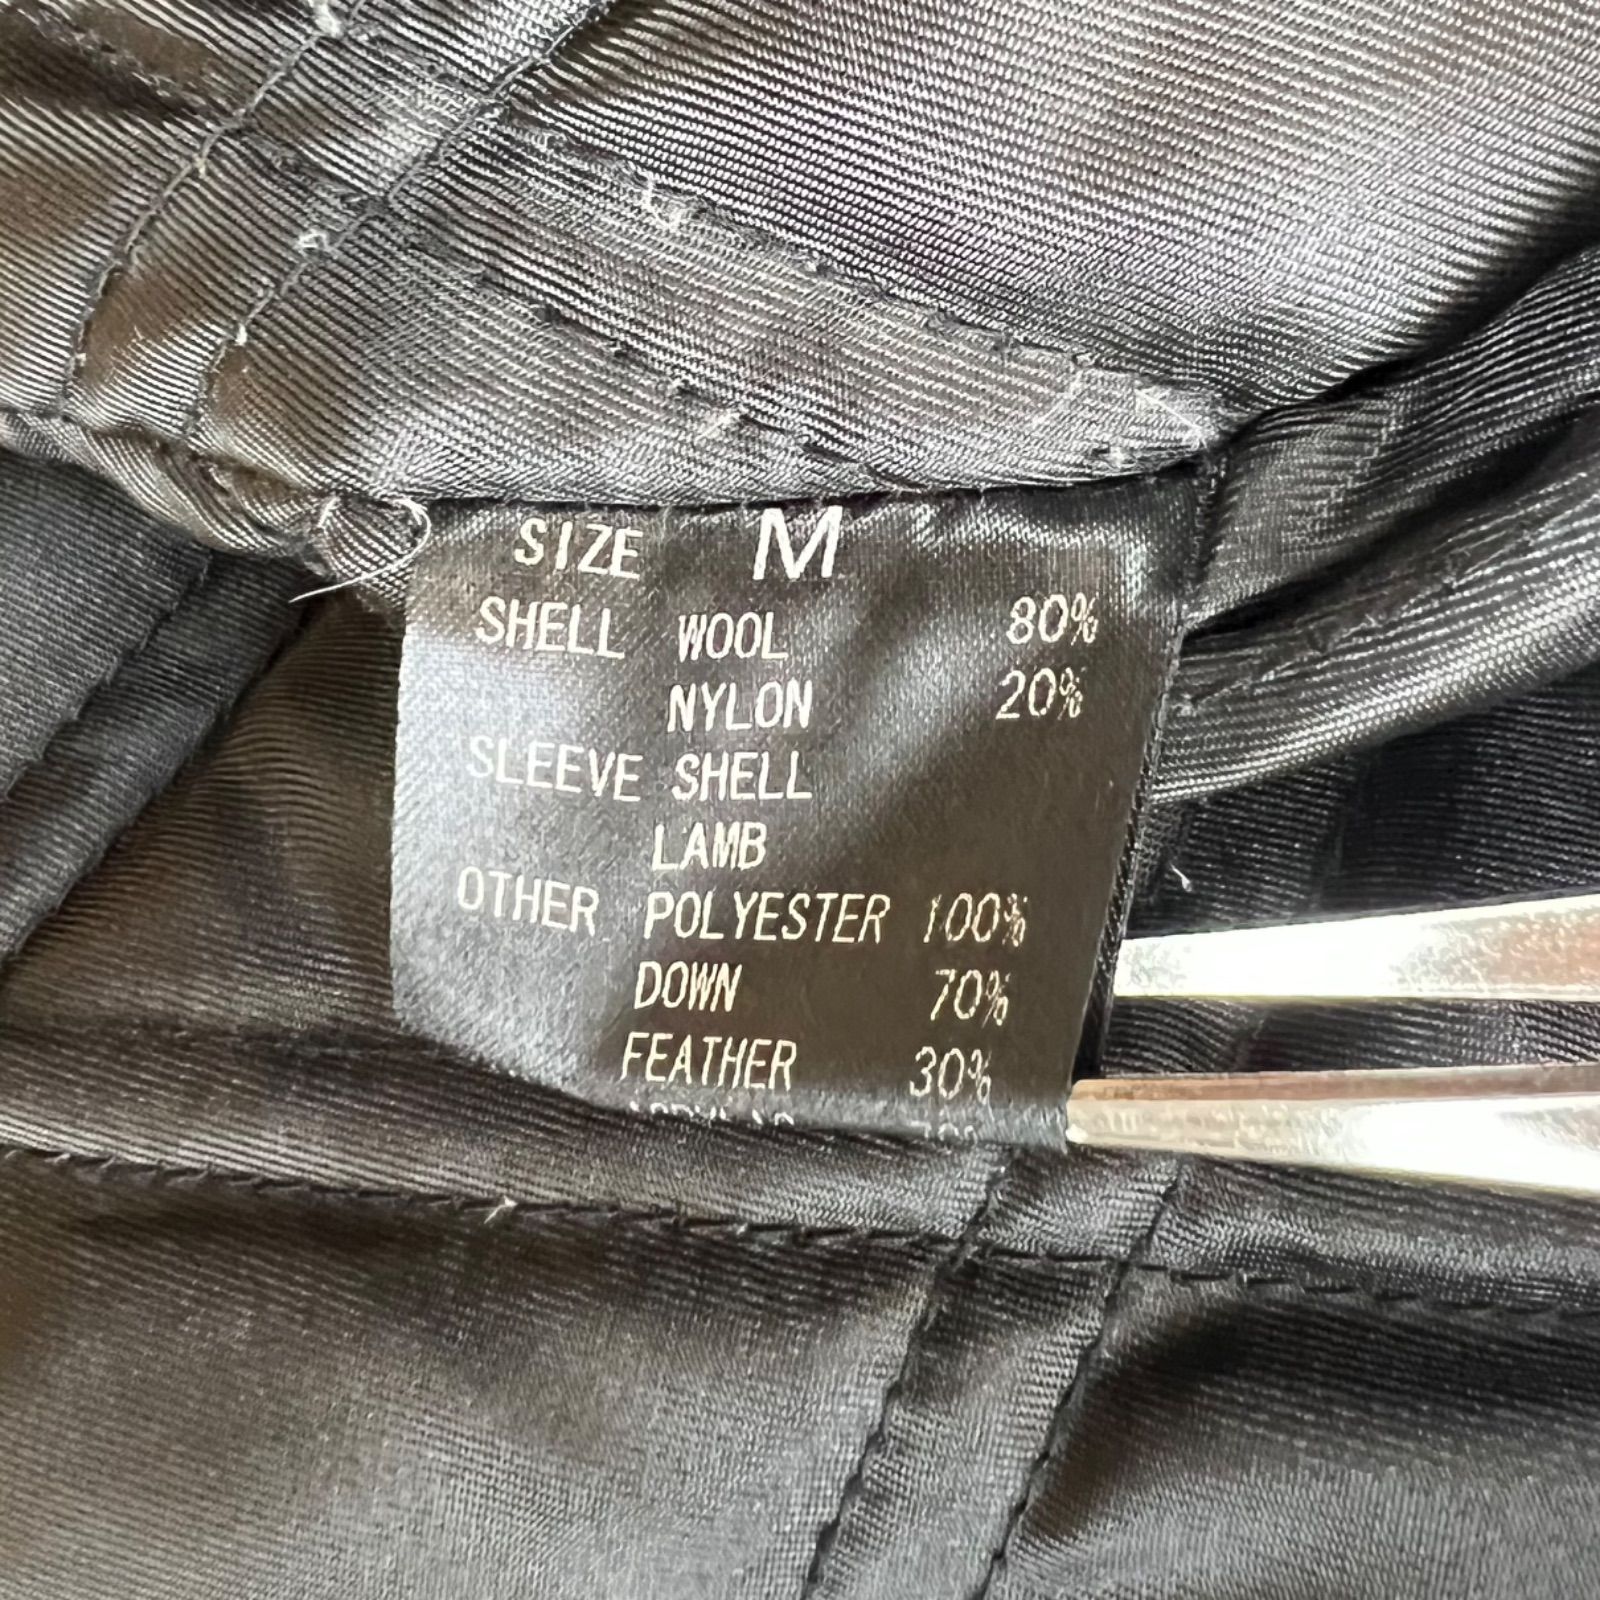 SIZE M
SHELL WOOL 80%
NYLON 20%
SLEEVE SHELL
LAMB
OTHER POLYESTER 100%
DOWN 70%
FEATHER 30%